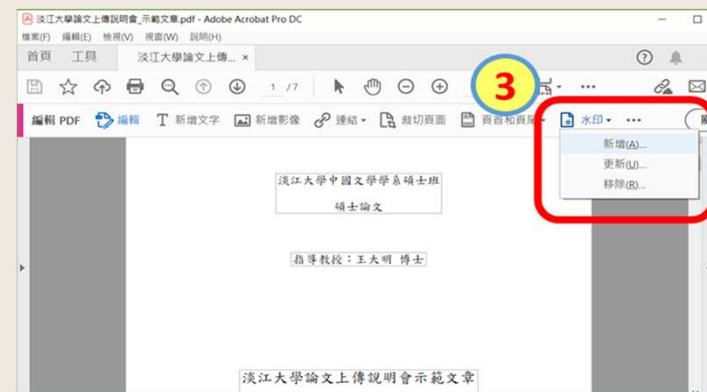 淡江大學論文上傳說明會_示範文章.pdf - Adobe Acrobat Pro DC
檔案(F) 編輯(E) 檢視(V) 視窗(W) 說明(H)
首頁 工具 淡江大學論文上傳... ×
1 /7
3
編輯 PDF 編輯 新增文字 新增影像 連結 裁切頁面 頁首和頁尾 水印
新增(A)...
更新(U)...
移除(R)...
淡江大學中國文學學系碩士班
碩士論文
指導教授：王大明 博士
淡江大學論文上傳說明會示範文章